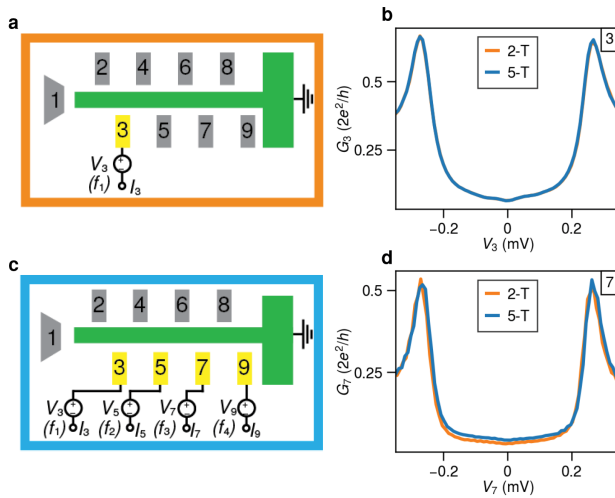 a
2 4 6 8
1
3 5 7 9
V₃
(f₁) I₃
b
3
2-T
5-T
0.5
0.25
G₃ (2e²/h)
−0.2 0 0.2
V₃ (mV)
c
2 4 6 8
1
3 5 7 9
V₃ V₅ V₇ V₉
(f₁) I₃ (f₂) I₅ (f₃) I₇ (f₄) I₉
d
7
2-T
5-T
0.5
0.25
G₇ (2e²/h)
−0.2 0 0.2
V₇ (mV)